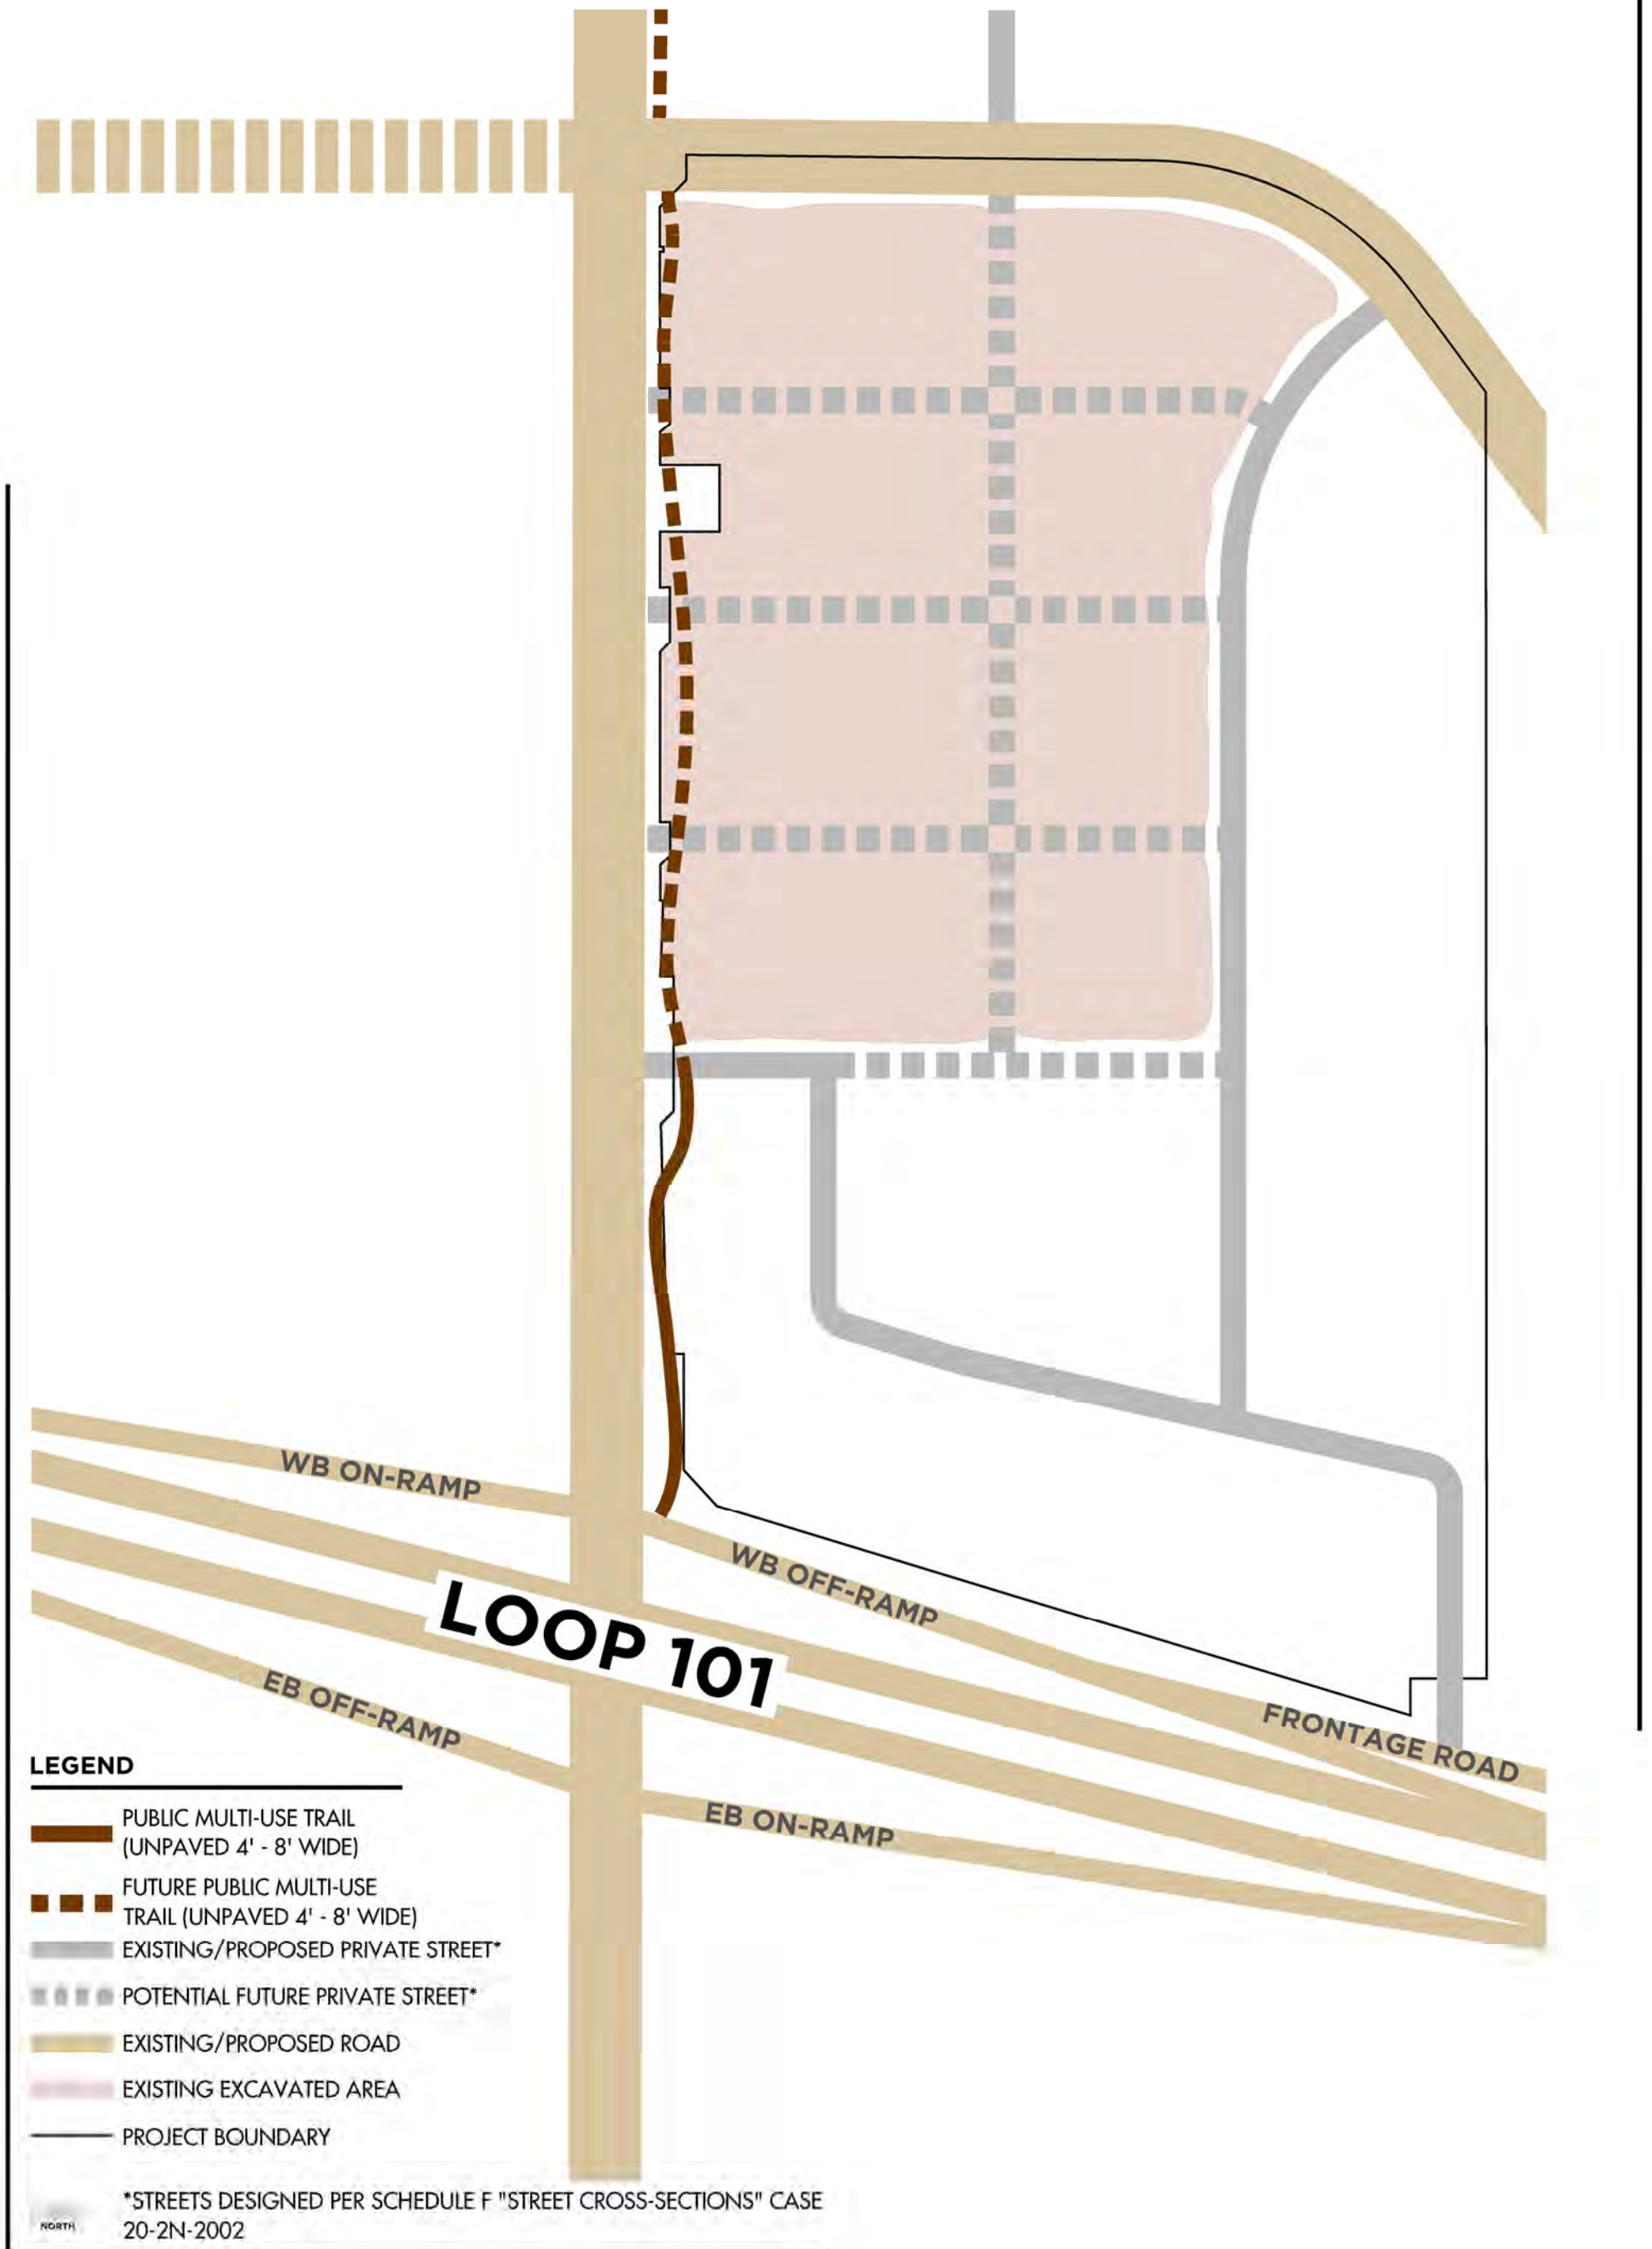 WB ON-RAMP
WB OFF-RAMP
LOOP 101
EB OFF-RAMP
FRONTAGE ROAD
EB ON-RAMP
LEGEND
PUBLIC MULTI-USE TRAIL
(UNPAVED 4' - 8' WIDE)
FUTURE PUBLIC MULTI-USE
TRAIL (UNPAVED 4' - 8' WIDE)
EXISTING/PROPOSED PRIVATE STREET*
POTENTIAL FUTURE PRIVATE STREET*
EXISTING/PROPOSED ROAD
EXISTING EXCAVATED AREA
PROJECT BOUNDARY
*STREETS DESIGNED PER SCHEDULE F "STREET CROSS-SECTIONS" CASE
20-2N-2002
NORTH